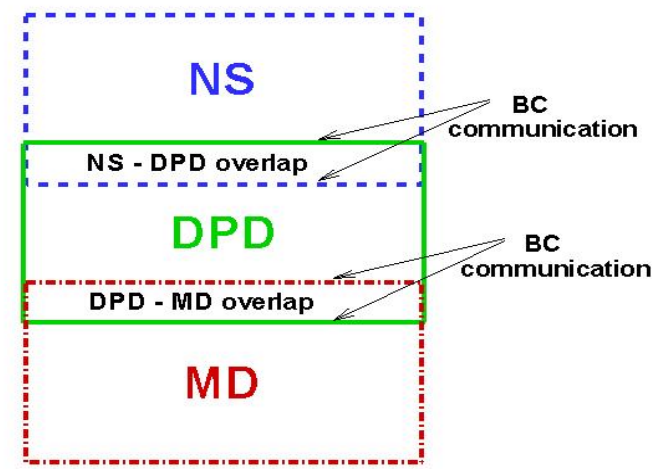 NS
BC
communication
NS - DPD overlap
DPD
BC
communication
DPD - MD overlap
MD